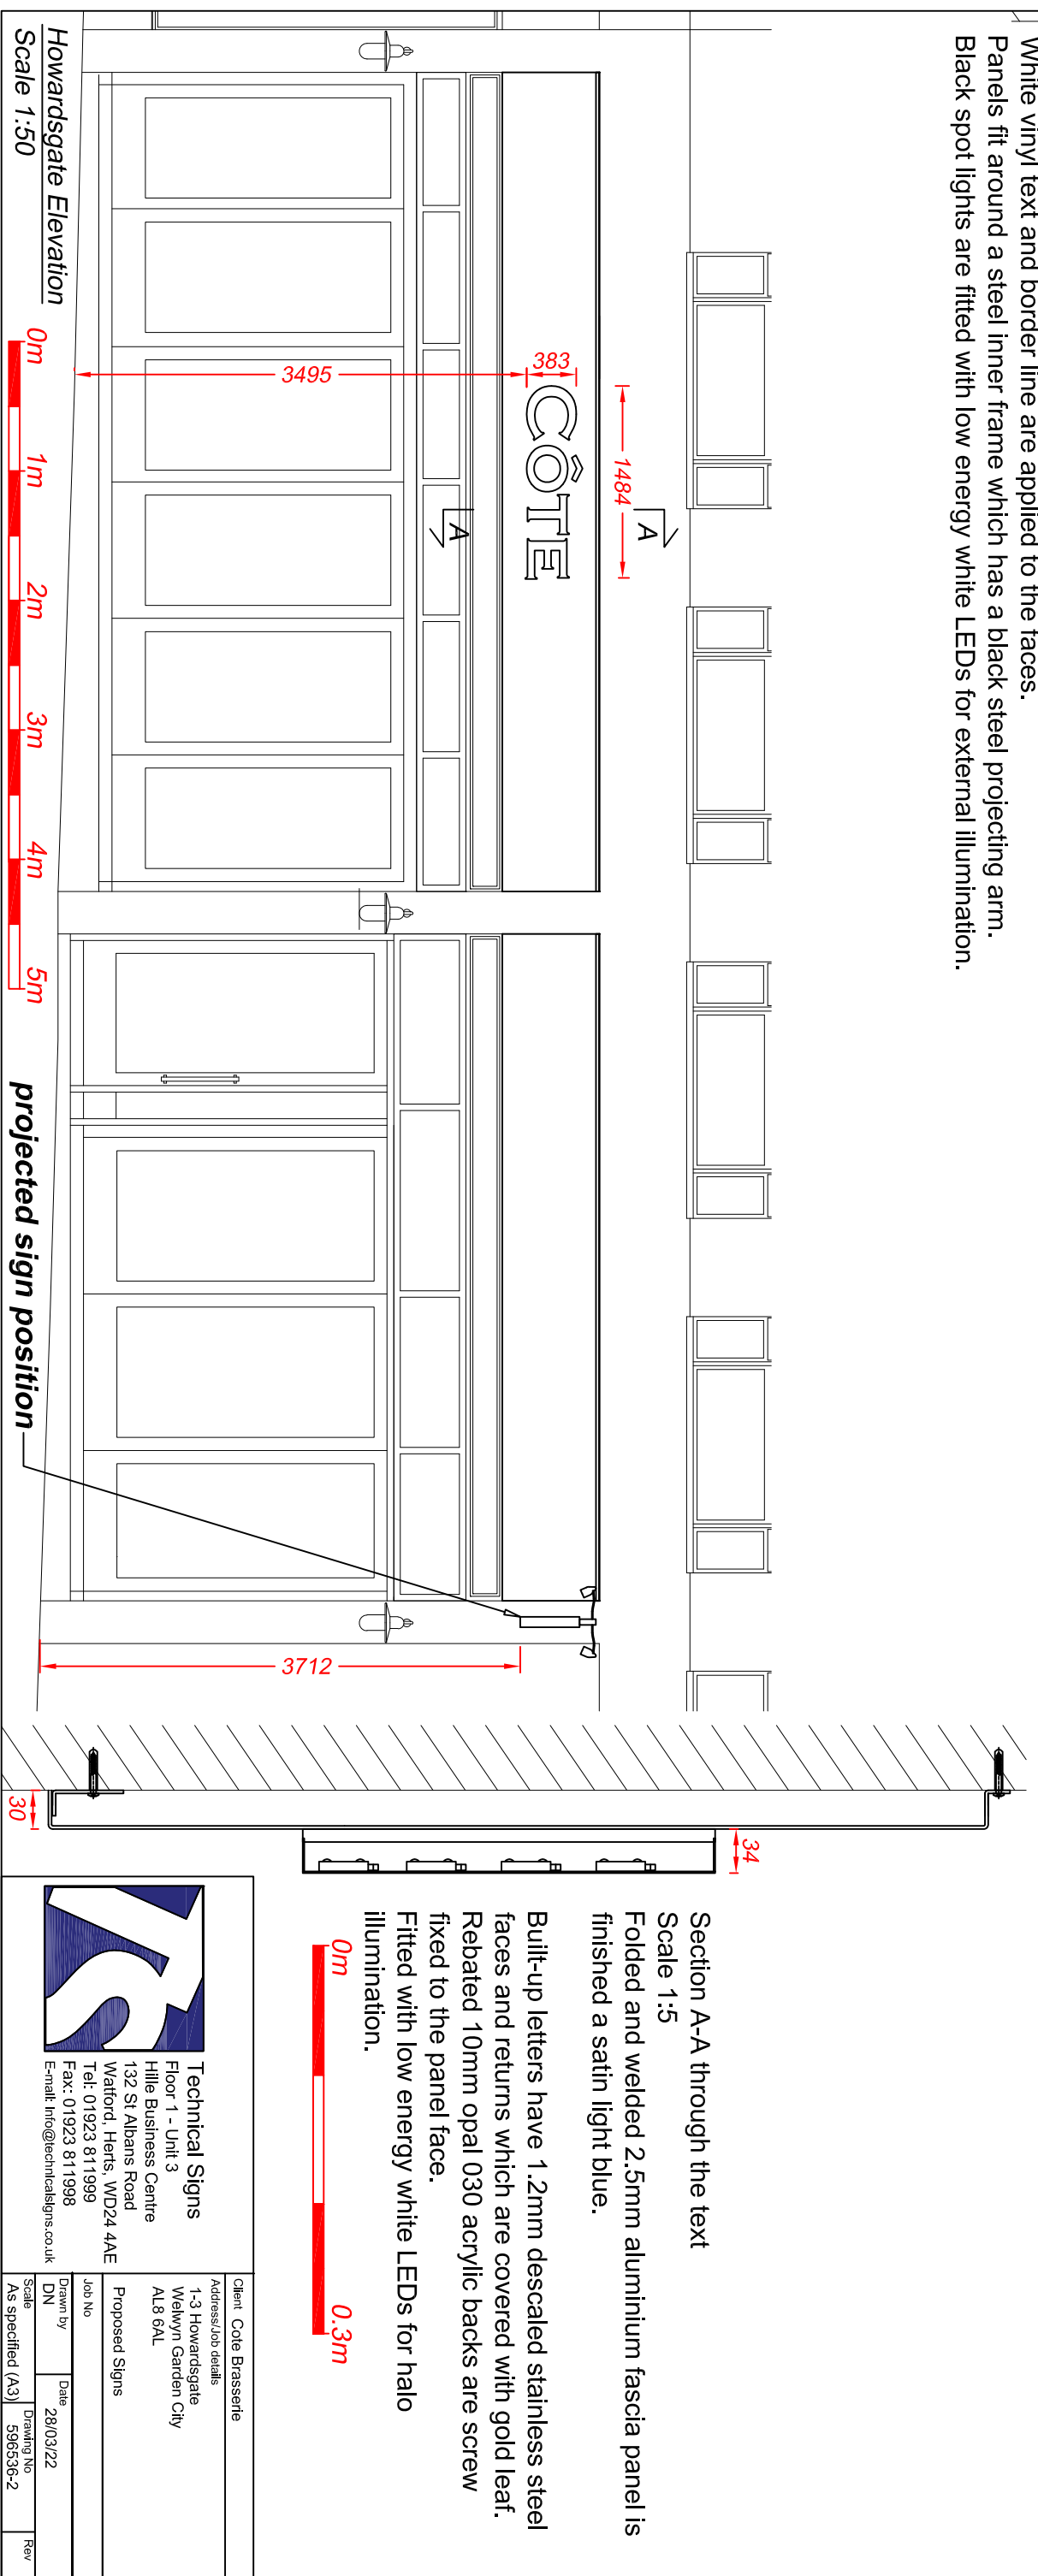 White vinyl text and border line are applied to the faces.
Panels fit around a steel inner frame which has a black steel projecting arm.
Black spot lights are fitted with low energy white LEDs for external illumination.
1484
A
A
383
CÔTE
3495
3712
Howardsgate Elevation
Scale 1:50
0m
1m
2m
3m
4m
5m
projected sign position
34
30
Section A-A through the text
Scale 1:5
Folded and welded 2.5mm aluminium fascia panel is
finished a satin light blue.
Built-up letters have 1.2mm descaled stainless steel
faces and returns which are covered with gold leaf.
Rebated 10mm opal 030 acrylic backs are screw
fixed to the panel face.
Fitted with low energy white LEDs for halo
illumination.
0m
0.3m
Technical Signs
Floor 1 - Unit 3
Hille Business Centre
132 St Albans Road
Watford, Herts, WD24 4AE
Tel: 01923 811999
Fax: 01923 811998
E-mail: Info@technicalsigns.co.uk
Client Cote Brasserie
Address/Job details
1-3 Howardsgate
Welwyn Garden City
AL8 6AL
Proposed Signs
Job No
Drawn by
DN
Date
28/03/22
Scale
As specified (A3)
Drawing No
596536-2
Rev